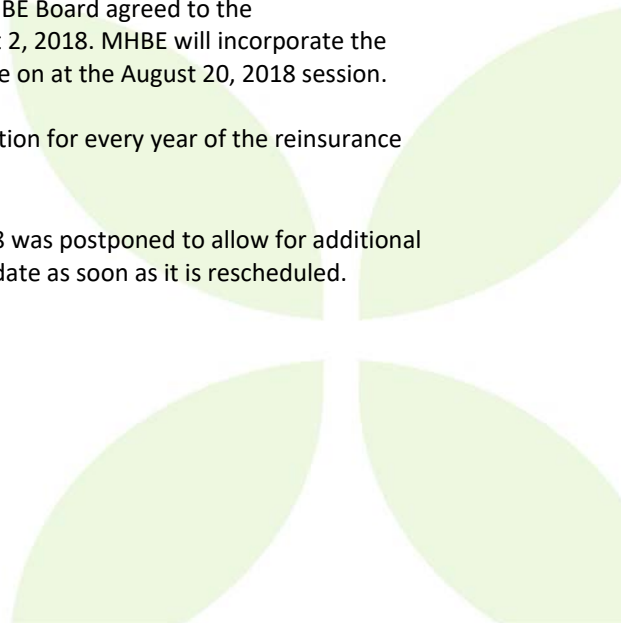 BE Board agreed to the
2, 2018. MHBE will incorporate the
e on at the August 20, 2018 session.
tion for every year of the reinsurance
was postponed to allow for additional
date as soon as it is rescheduled.